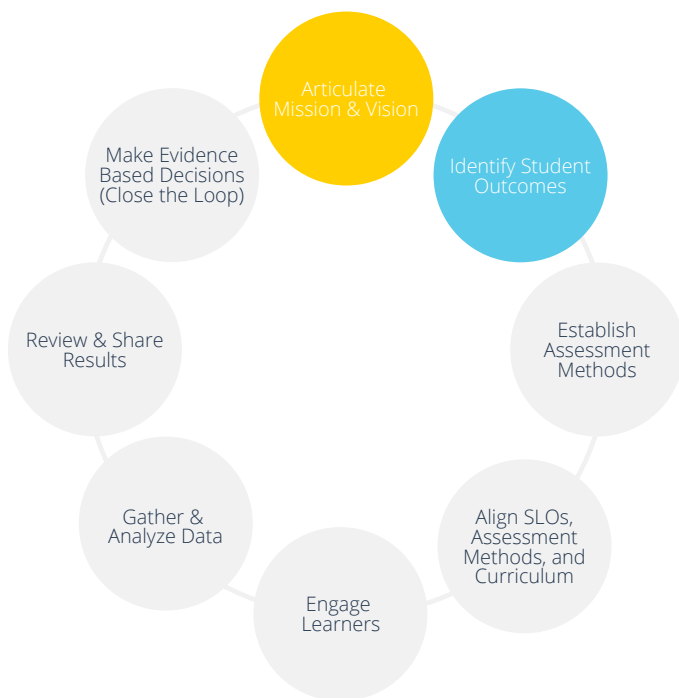 Articulate
Mission & Vision
Identify Student
Outcomes
Establish
Assessment
Methods
Align SLOs,
Assessment
Methods, and
Curriculum
Engage
Learners
Gather &
Analyze Data
Review & Share
Results
Make Evidence
Based Decisions
(Close the Loop)